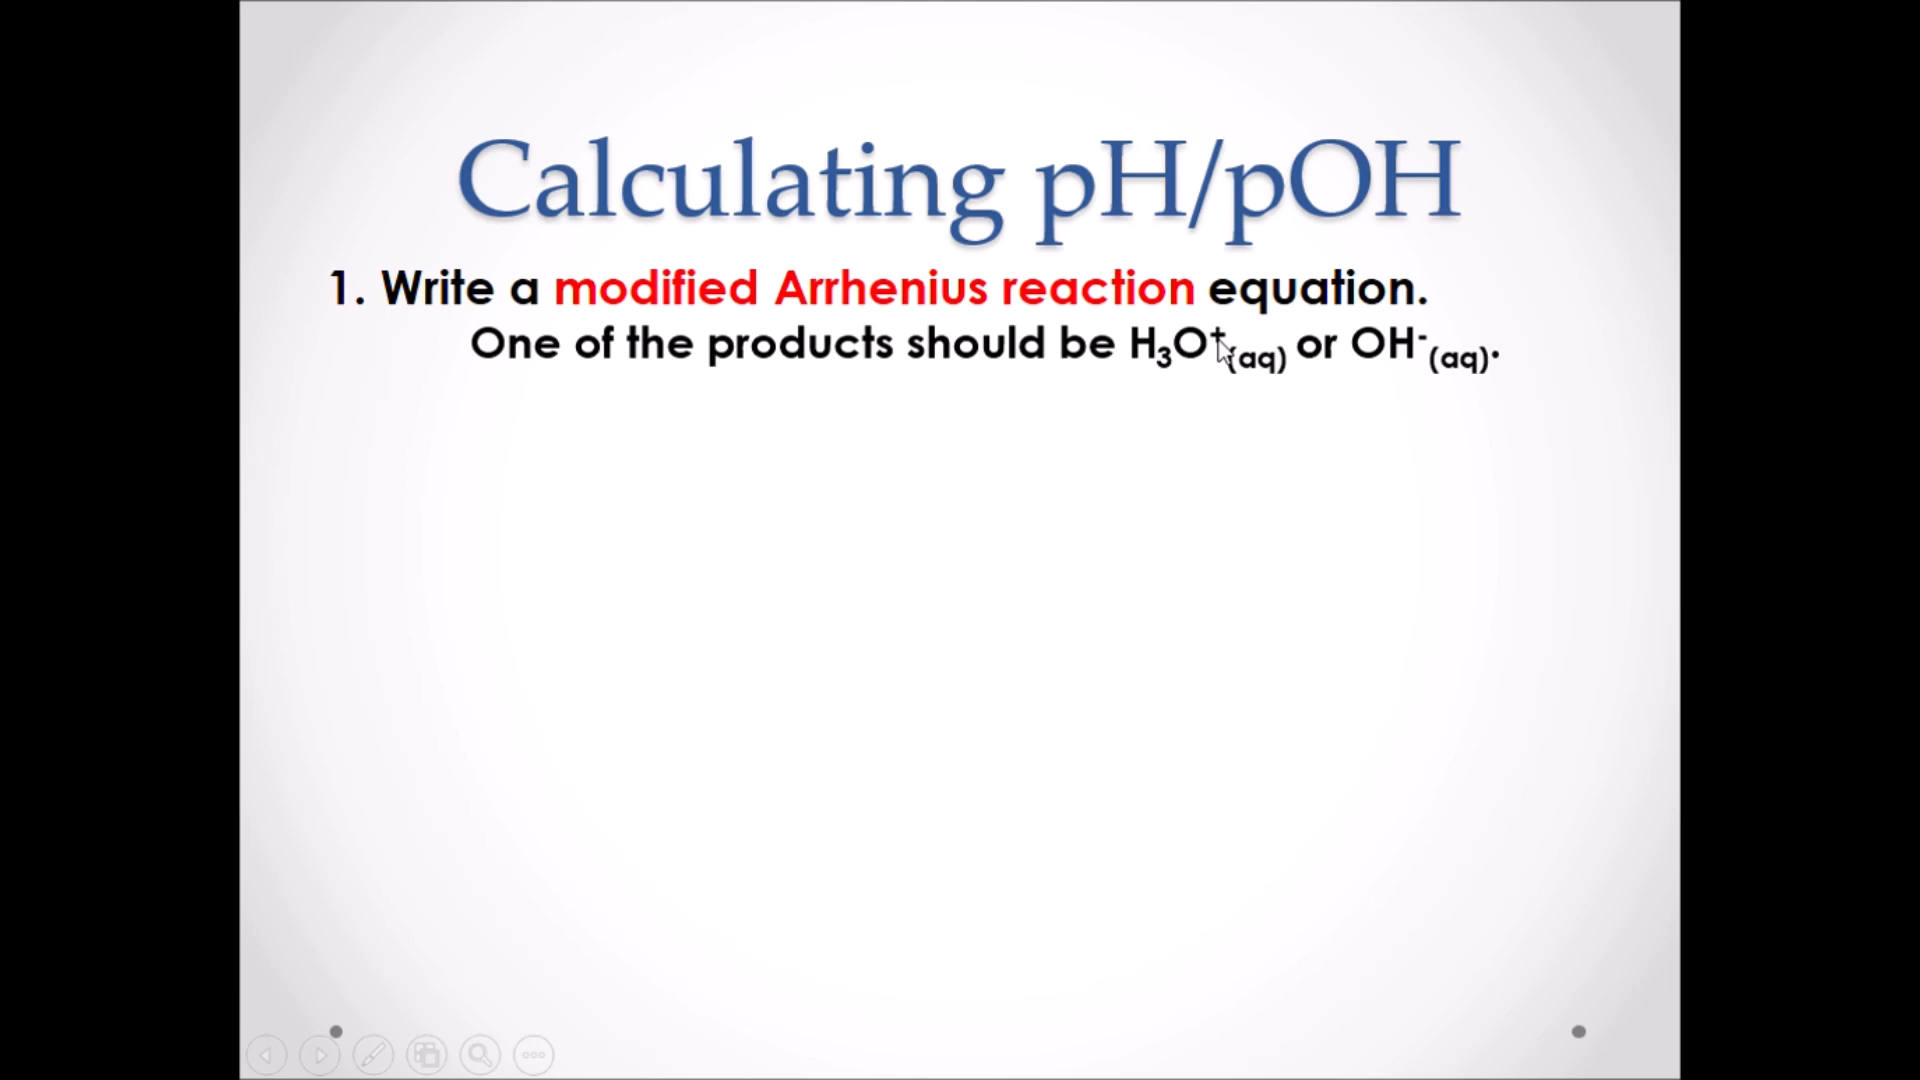 Calculating pH/pOH
1. Write a modified Arrhenius reaction equation.
One of the products should be H₃O⁺(aq) or OH⁻(aq).